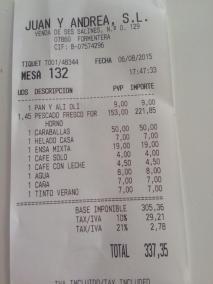 JUAN Y ANDREA, S.L.
VENDA DE SES SALINES, N.º 0, 129
07860 FORMENTERA
CIF: B-07574296
TIQUET T001/48344 FECHA 06/08/2015
MESA 132 17:47:33
UDS DESCRIPCION PVP IMPORTE
1 PAN Y ALI OLI 9,00 9,00
1,45 PESCADO FRESCO FOR 153,00 221,85
HORNO
1 CARABALLAS 50,00 50,00
1 HELADO CASA 7,00 7,00
1 ENSA MIXTA 19,00 19,00
1 CAFE SOLO 4,00 4,00
1 CAFE CON LECHE 4,50 4,50
1 AGUA 8,00 8,00
1 CAÑA 7,00 7,00
1 TINTO VERANO 7,00 7,00
BASE IMPONIBLE 305,36
TAX/IVA 10% 29,21
TAX/IVA 21% 2,78
TOTAL 337,35
IVA INCLUIDO/TAX INCLUDED